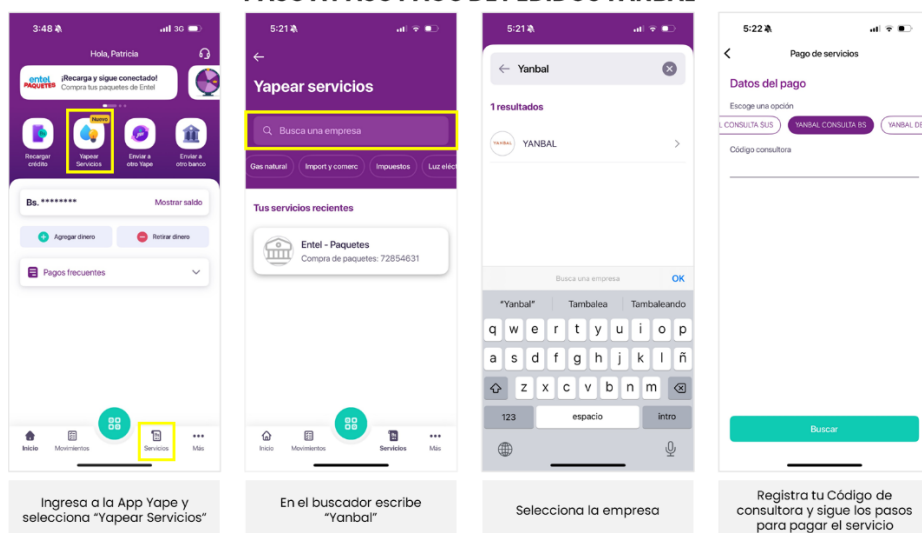 3:48
3G
Hola, Patricia
entel
PAQUETES
¡Recarga y sigue conectado!
Compra tus paquetes de Entel
Nuevo
Recargar
crédito
Yapear
Servicios
Enviar a
otro Yape
Enviar a
otro banco
Bs. ********
Mostrar saldo
Agregar dinero
Retirar dinero
Pagos frecuentes
Inicio
Movimientos
Servicios
Más
Ingresa a la App Yape y
selecciona "Yapear Servicios"
5:21
Yapear servicios
Busca una empresa
Gas natural
Import y comerc
Impuestos
Luz eléct
Tus servicios recientes
Entel - Paquetes
Compra de paquetes: 72854631
Inicio
Movimientos
Servicios
Más
En el buscador escribe
"Yanbal"
5:21
Yanbal
1 resultados
YANBAL
YANBAL
Busca una empresa
OK
"Yanbal"
Tambalea
Tambaleando
q w e r t y u i o p
a s d f g h j k l ñ
z x c v b n m
123
espacio
intro
Selecciona la empresa
5:22
Pago de servicios
Datos del pago
Escoge una opción
L CONSULTA SUS
YANBAL CONSULTA BS
YANBAL DE
Código consultora
Buscar
Registra tu Código de
consultora y sigue los pasos
para pagar el servicio